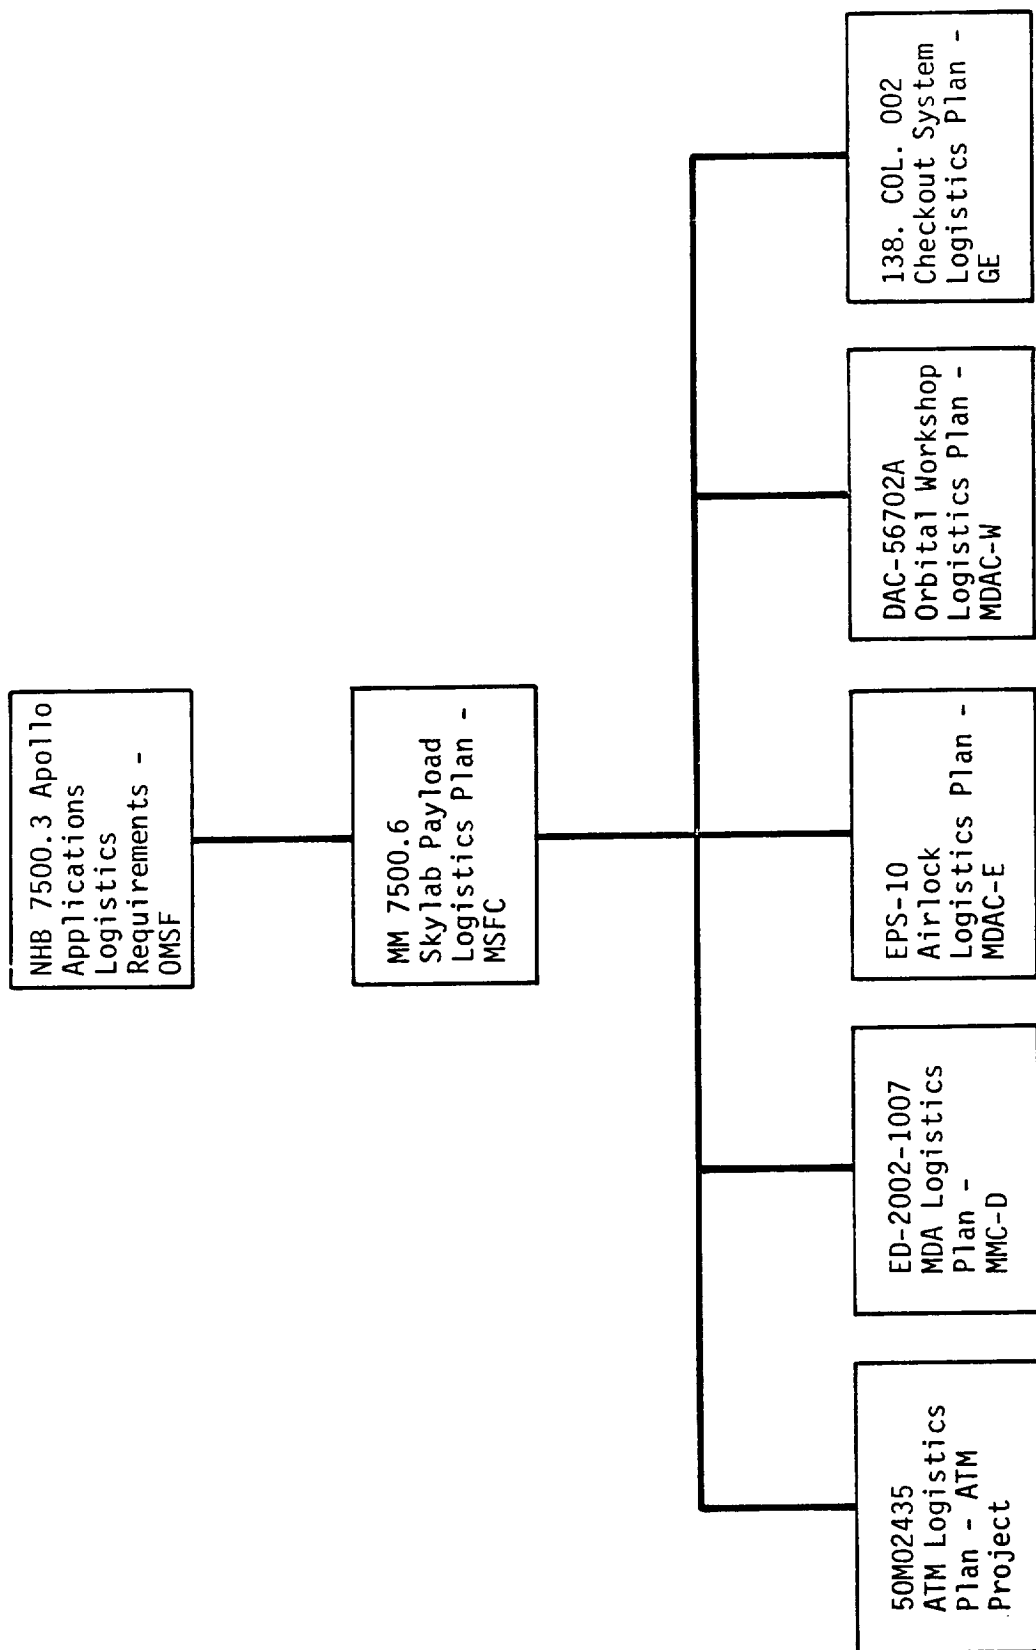 NHB 7500.3 Apollo
Applications
Logistics
Requirements -
OMSF
MM 7500.6
Skylab Payload
Logistics Plan -
MSFC
50M02435
ATM Logistics
Plan - ATM
Project
ED-2002-1007
MDA Logistics
Plan -
MMC-D
EPS-10
Airlock
Logistics Plan -
MDAC-E
DAC-56702A
Orbital Workshop
Logistics Plan -
MDAC-W
138. COL. 002
Checkout System
Logistics Plan -
GE